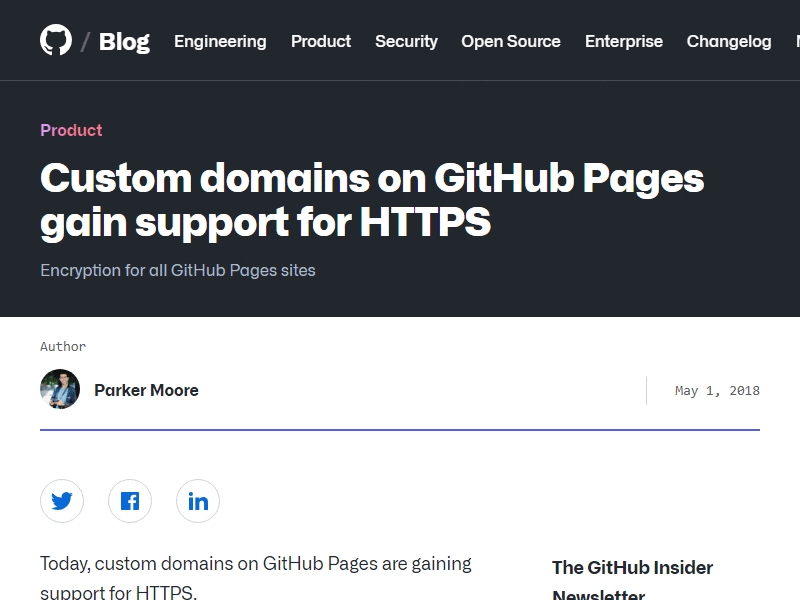 / Blog Engineering Product Security Open Source Enterprise Changelog
Product
Custom domains on GitHub Pages
gain support for HTTPS
Encryption for all GitHub Pages sites
Author
Parker Moore
May 1, 2018
Today, custom domains on GitHub Pages are gaining
support for HTTPS.
The GitHub Insider
Newsletter